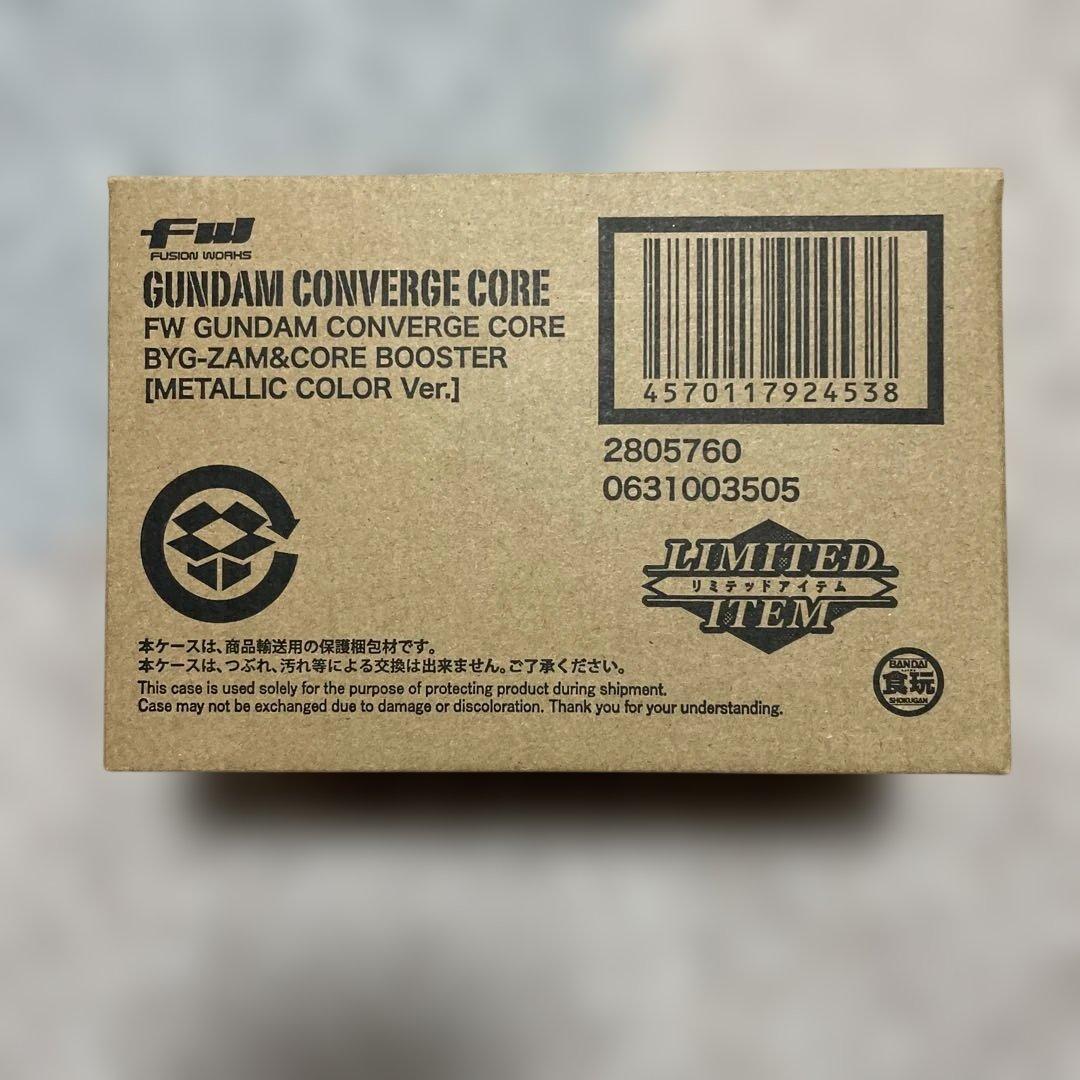 FW
FUSION WORKS
GUNDAM CONVERGE CORE
FW GUNDAM CONVERGE CORE
BYG-ZAM&CORE BOOSTER
[METALLIC COLOR Ver.]
4570117924538
2805760
0631003505
LIMITED
リミテッドアイテム
ITEM
本ケースは、商品輸送用の保護梱包材です。
本ケースは、つぶれ、汚れ等による交換は出来ません。ご了承ください。
This case is used solely for the purpose of protecting product during shipment.
Case may not be exchanged due to damage or discoloration. Thank you for your understanding.
BANDAI
食玩
SHOKUGAN